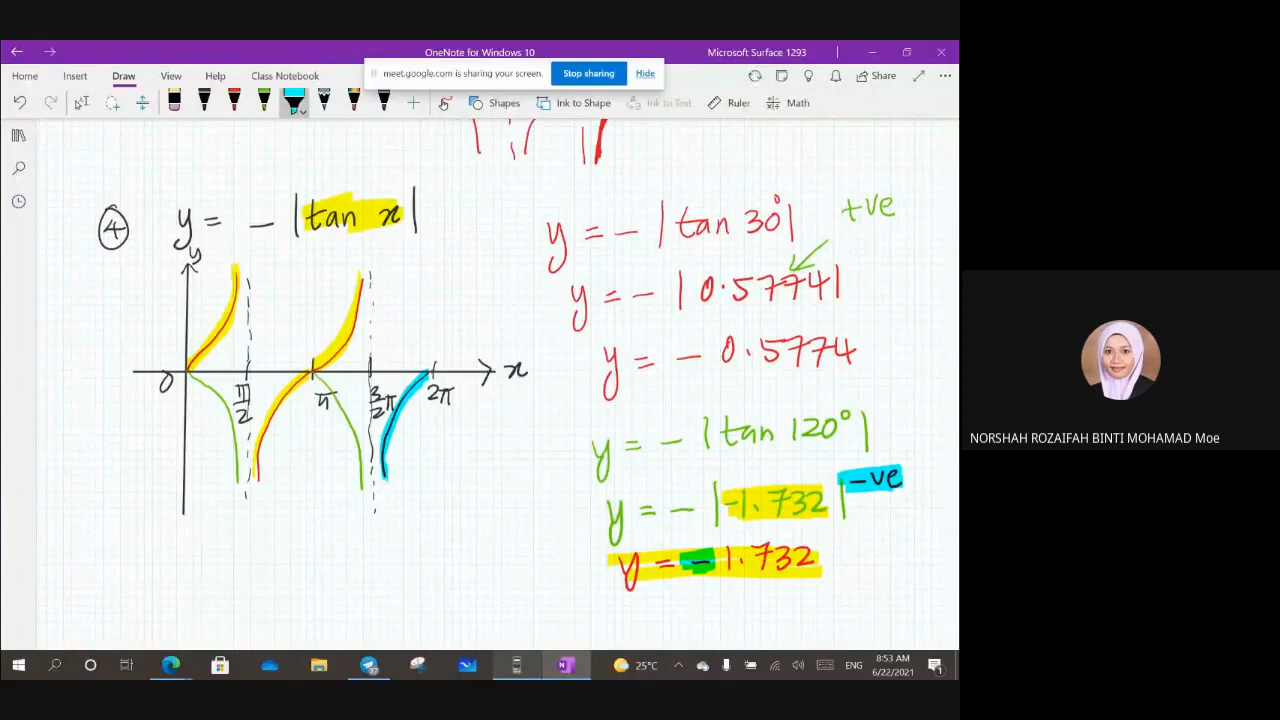 OneNote for Windows 10
Microsoft Surface 1293
Home Insert Draw View Help Class Notebook
meet.google.com is sharing your screen. Stop sharing Hide
Share
Shapes Ink to Shape Ink to Text Ruler Math
④ y = - |tan x|
y
0 π/2 π 3/2π 2π x
y = - |tan 30°|
+ve
y = - |0.5774|
y = - 0.5774
y = - |tan 120°|
y = - |-1.732| -ve
y = - 1.732
NORSHAH ROZAIFAH BINTI MOHAMAD Moe
25°C
ENG
8:53 AM
6/22/2021